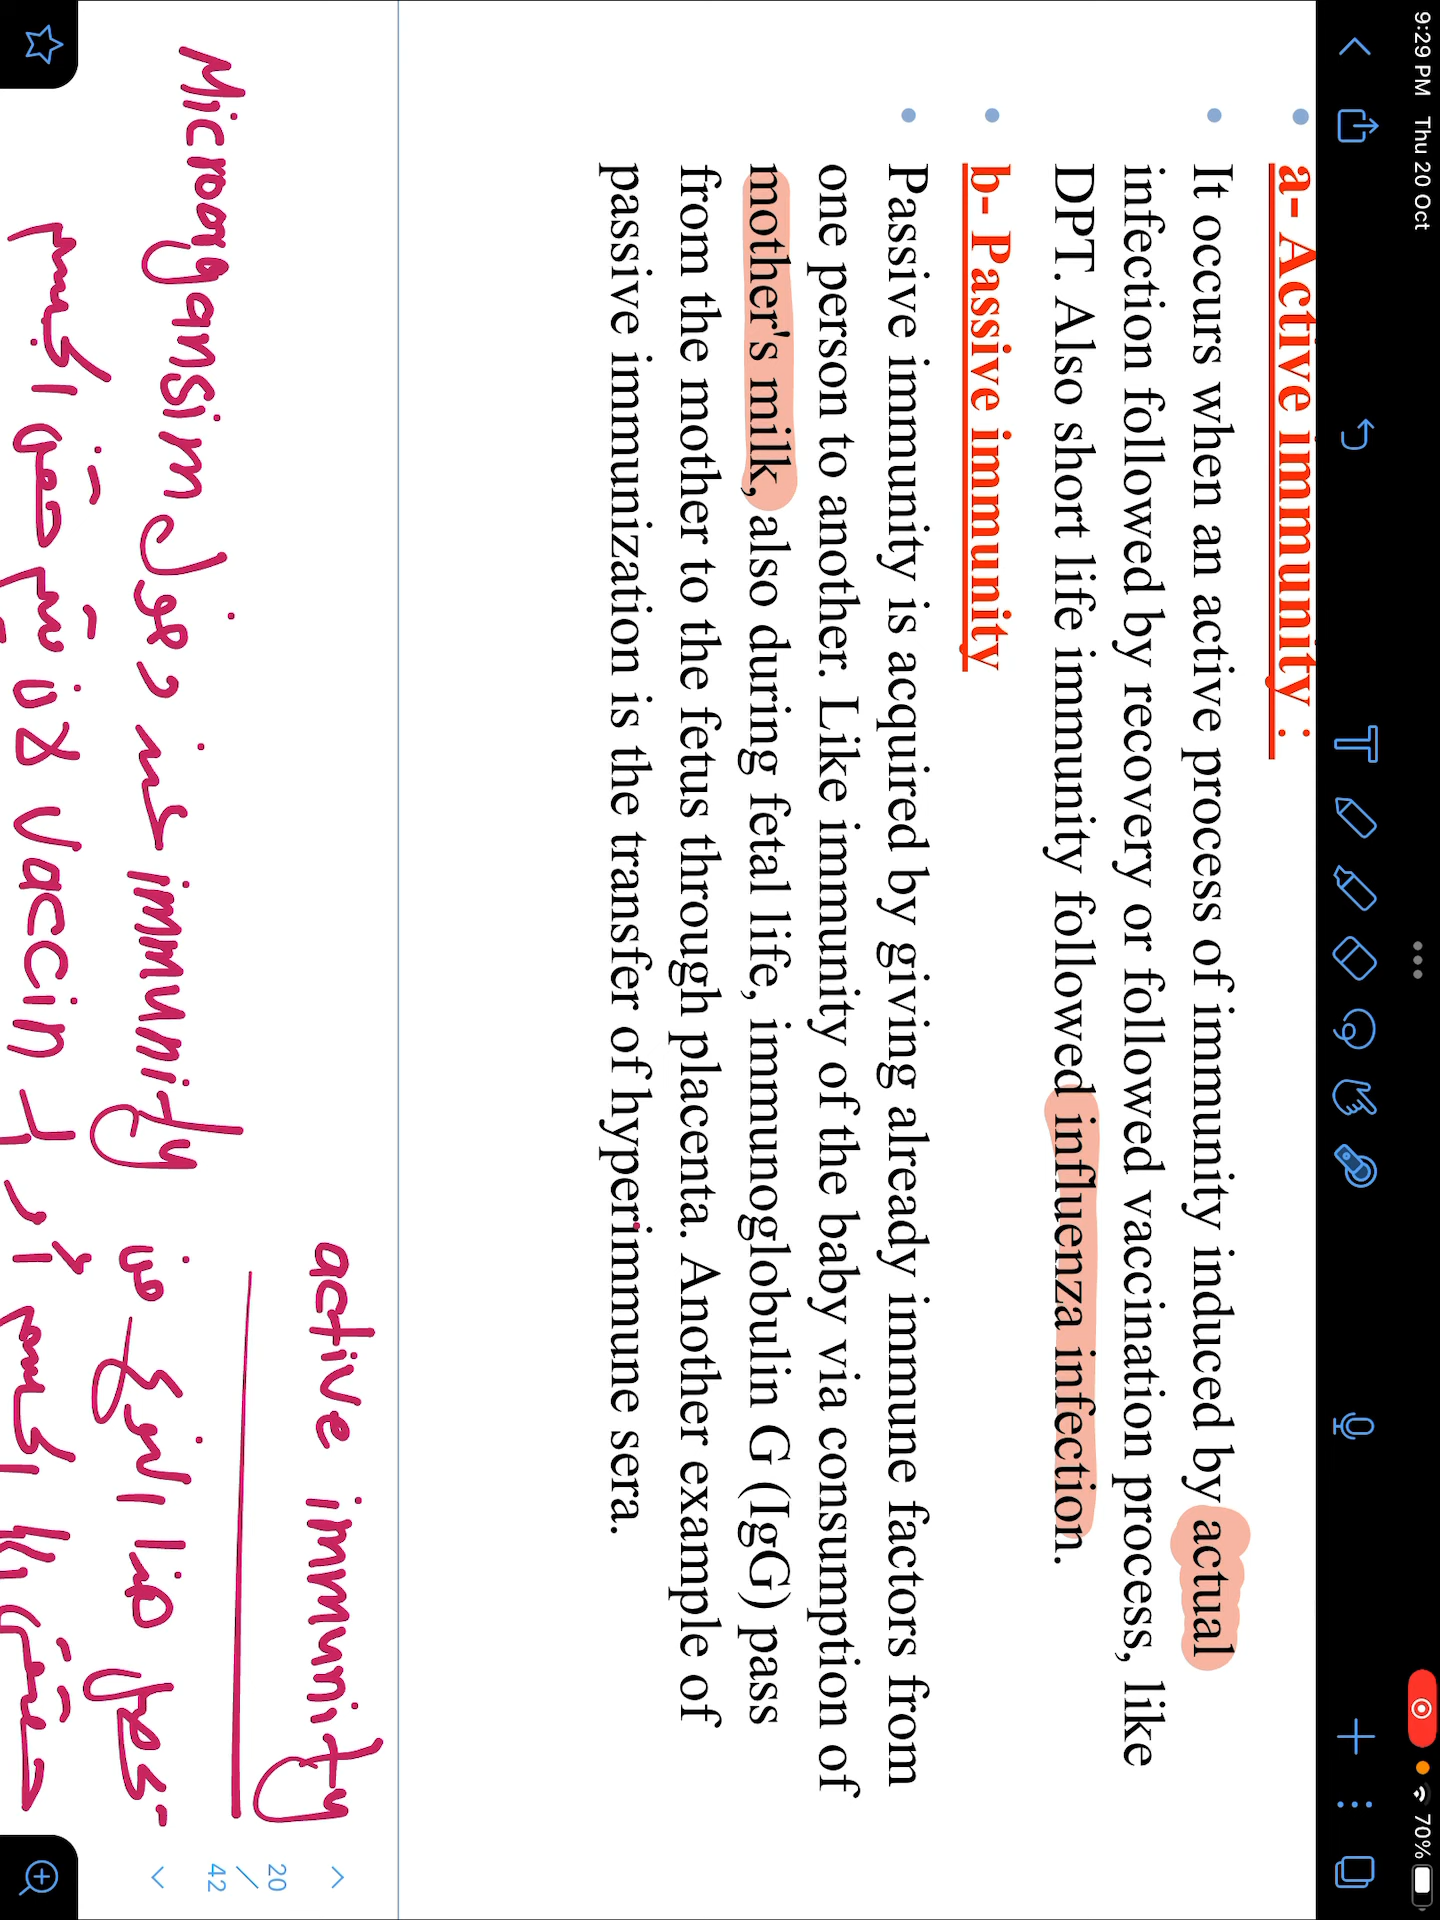 9:29 PM Thu 20 Oct
70%
a- Active immunity :
It occurs when an active process of immunity induced by actual
infection followed by recovery or followed vaccination process, like
DPT. Also short life immunity followed influenza infection.
b- Passive immunity
Passive immunity is acquired by giving already immune factors from
one person to another. Like immunity of the baby via consumption of
mother's milk, also during fetal life, immunoglobulin G (IgG) pass
from the mother to the fetus through placenta. Another example of
passive immunization is the transfer of hyperimmune sera.
active immunity
20 / 42
Microorgansim دخول immunity هذا النوع
vaccin الجسم